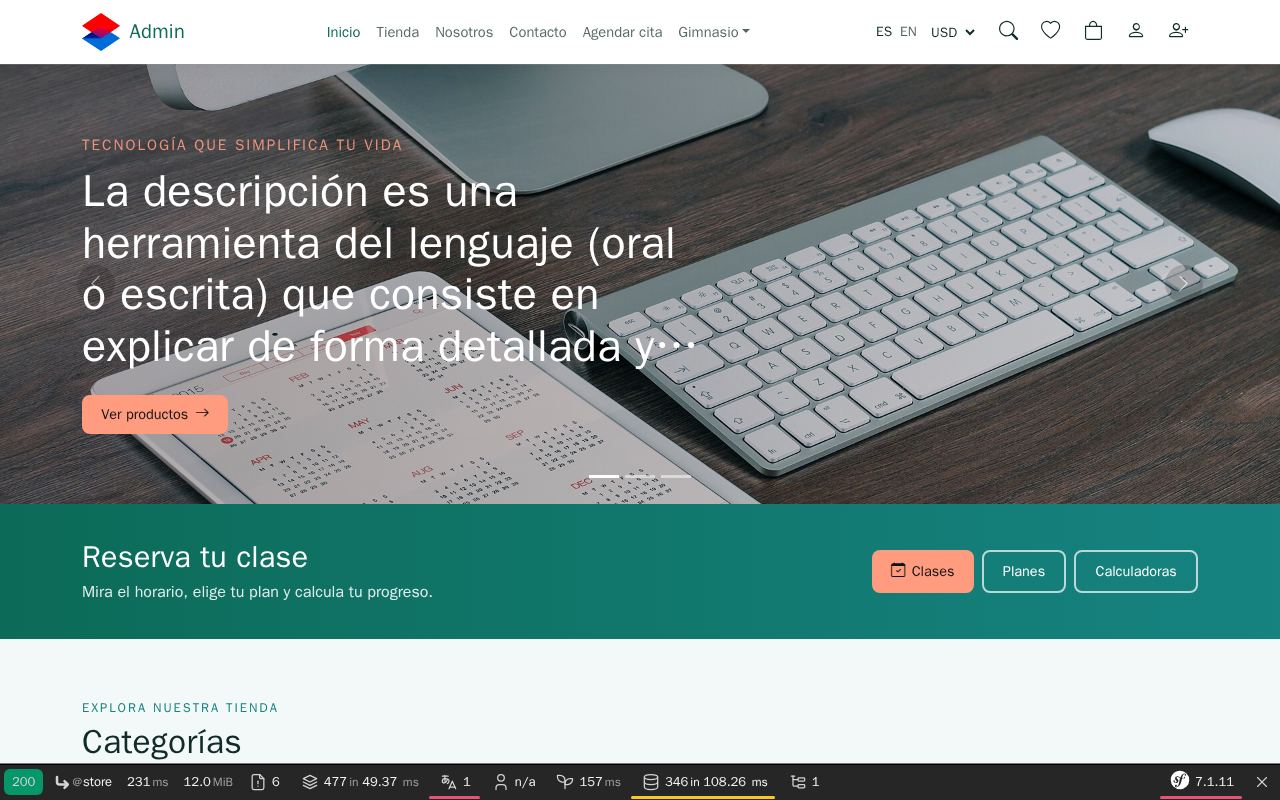 Admin
Inicio Tienda Nosotros Contacto Agendar cita Gimnasio
ES EN USD
TECNOLOGÍA QUE SIMPLIFICA TU VIDA
La descripción es una
herramienta del lenguaje (oral
o escrita) que consiste en
explicar de forma detallada y···
Ver productos →
Reserva tu clase
Mira el horario, elige tu plan y calcula tu progreso.
Clases Planes Calculadoras
EXPLORA NUESTRA TIENDA
Categorías
200 @store 231 ms 12.0 MiB 6 477 in 49.37 ms 1 n/a 157 ms 346 in 108.26 ms 1 sf 7.1.11